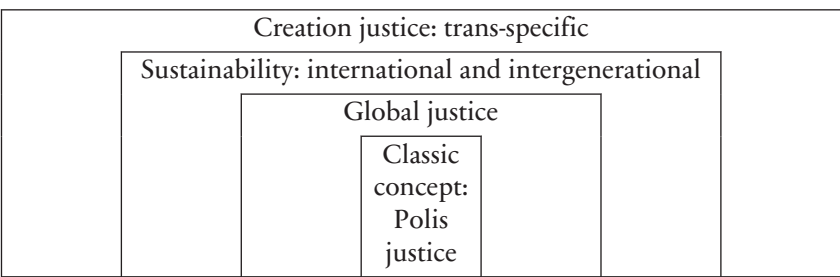 Creation justice: trans-specific
Sustainability: international and intergenerational
Global justice
Classic
concept:
Polis
justice